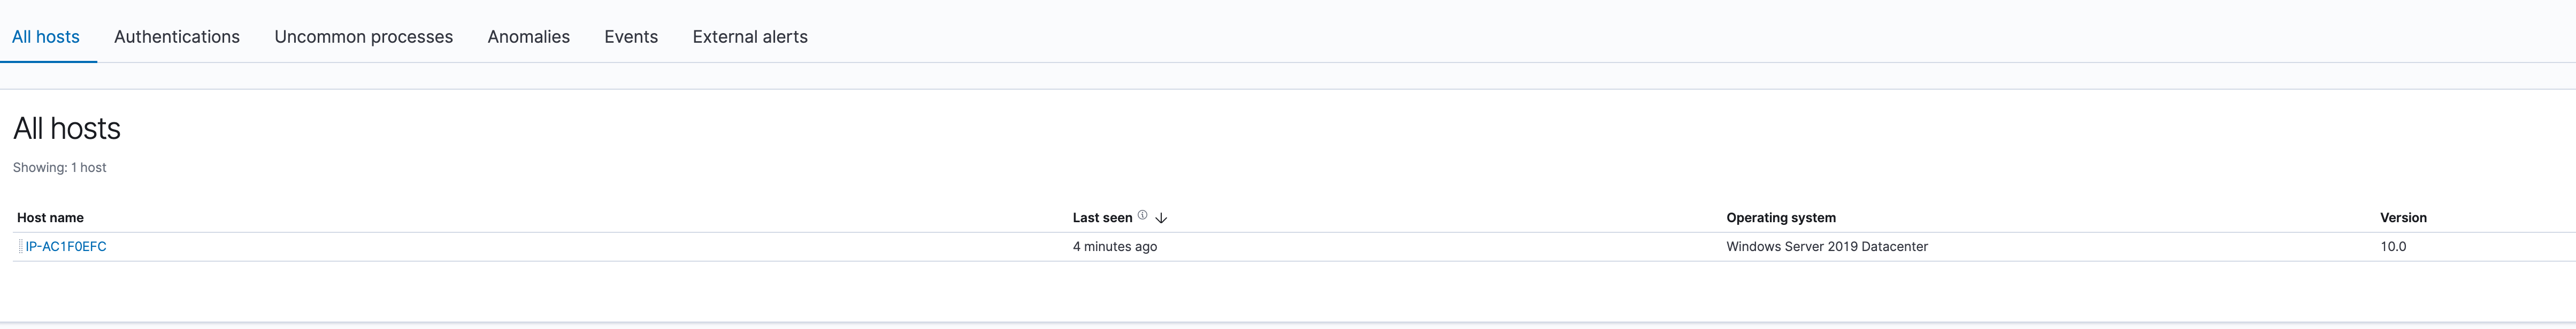 All hosts Authentications Uncommon processes Anomalies Events External alerts
All hosts
Showing: 1 host
Host name Last seen Operating system Version
IP-AC1F0EFC 4 minutes ago Windows Server 2019 Datacenter 10.0